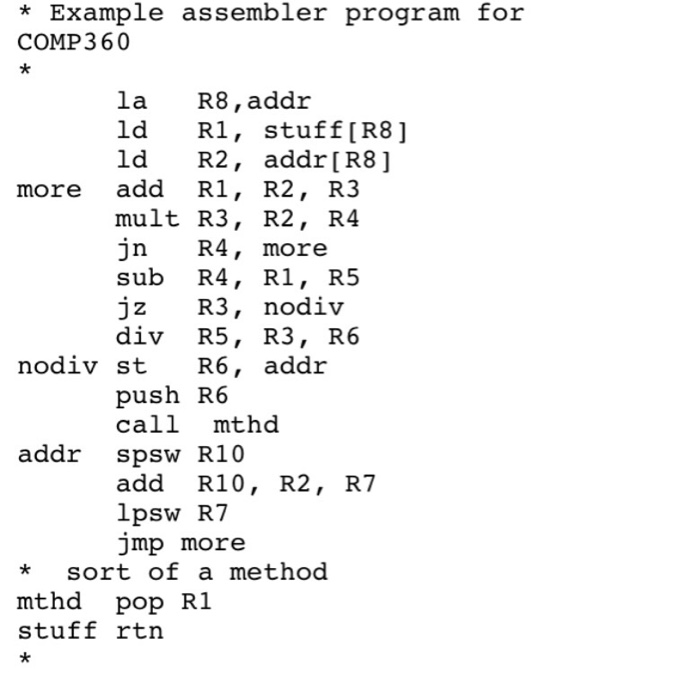 * Example assembler program for
COMP360
*
      la   R8,addr
      ld   R1, stuff[R8]
      ld   R2, addr[R8]
more  add  R1, R2, R3
      mult R3, R2, R4
      jn   R4, more
      sub  R4, R1, R5
      jz   R3, nodiv
      div  R5, R3, R6
nodiv st   R6, addr
      push R6
      call  mthd
addr  spsw R10
      add  R10, R2, R7
      lpsw R7
      jmp more
*  sort of a method
mthd  pop R1
stuff rtn
*